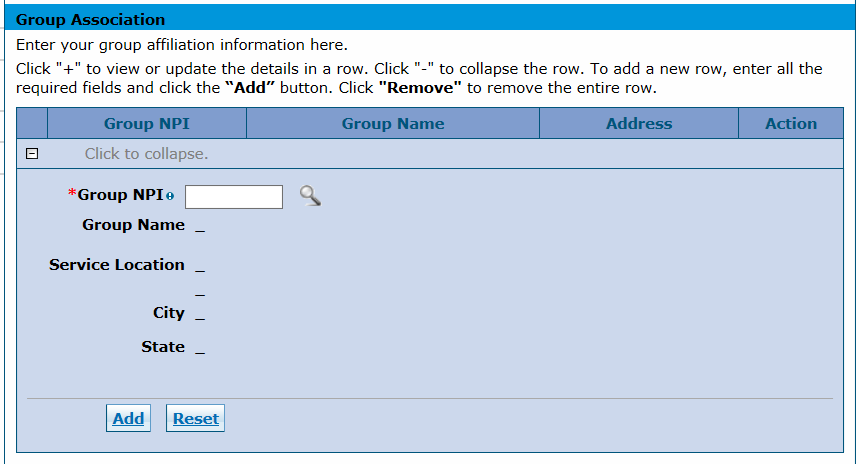 Group Association
Enter your group affiliation information here.
Click "+" to view or update the details in a row. Click "-" to collapse the row. To add a new row, enter all the
required fields and click the “Add” button. Click "Remove" to remove the entire row.
Group NPI Group Name Address Action
Click to collapse.
*Group NPI
Group Name _
Service Location _
_
City _
State _
Add Reset